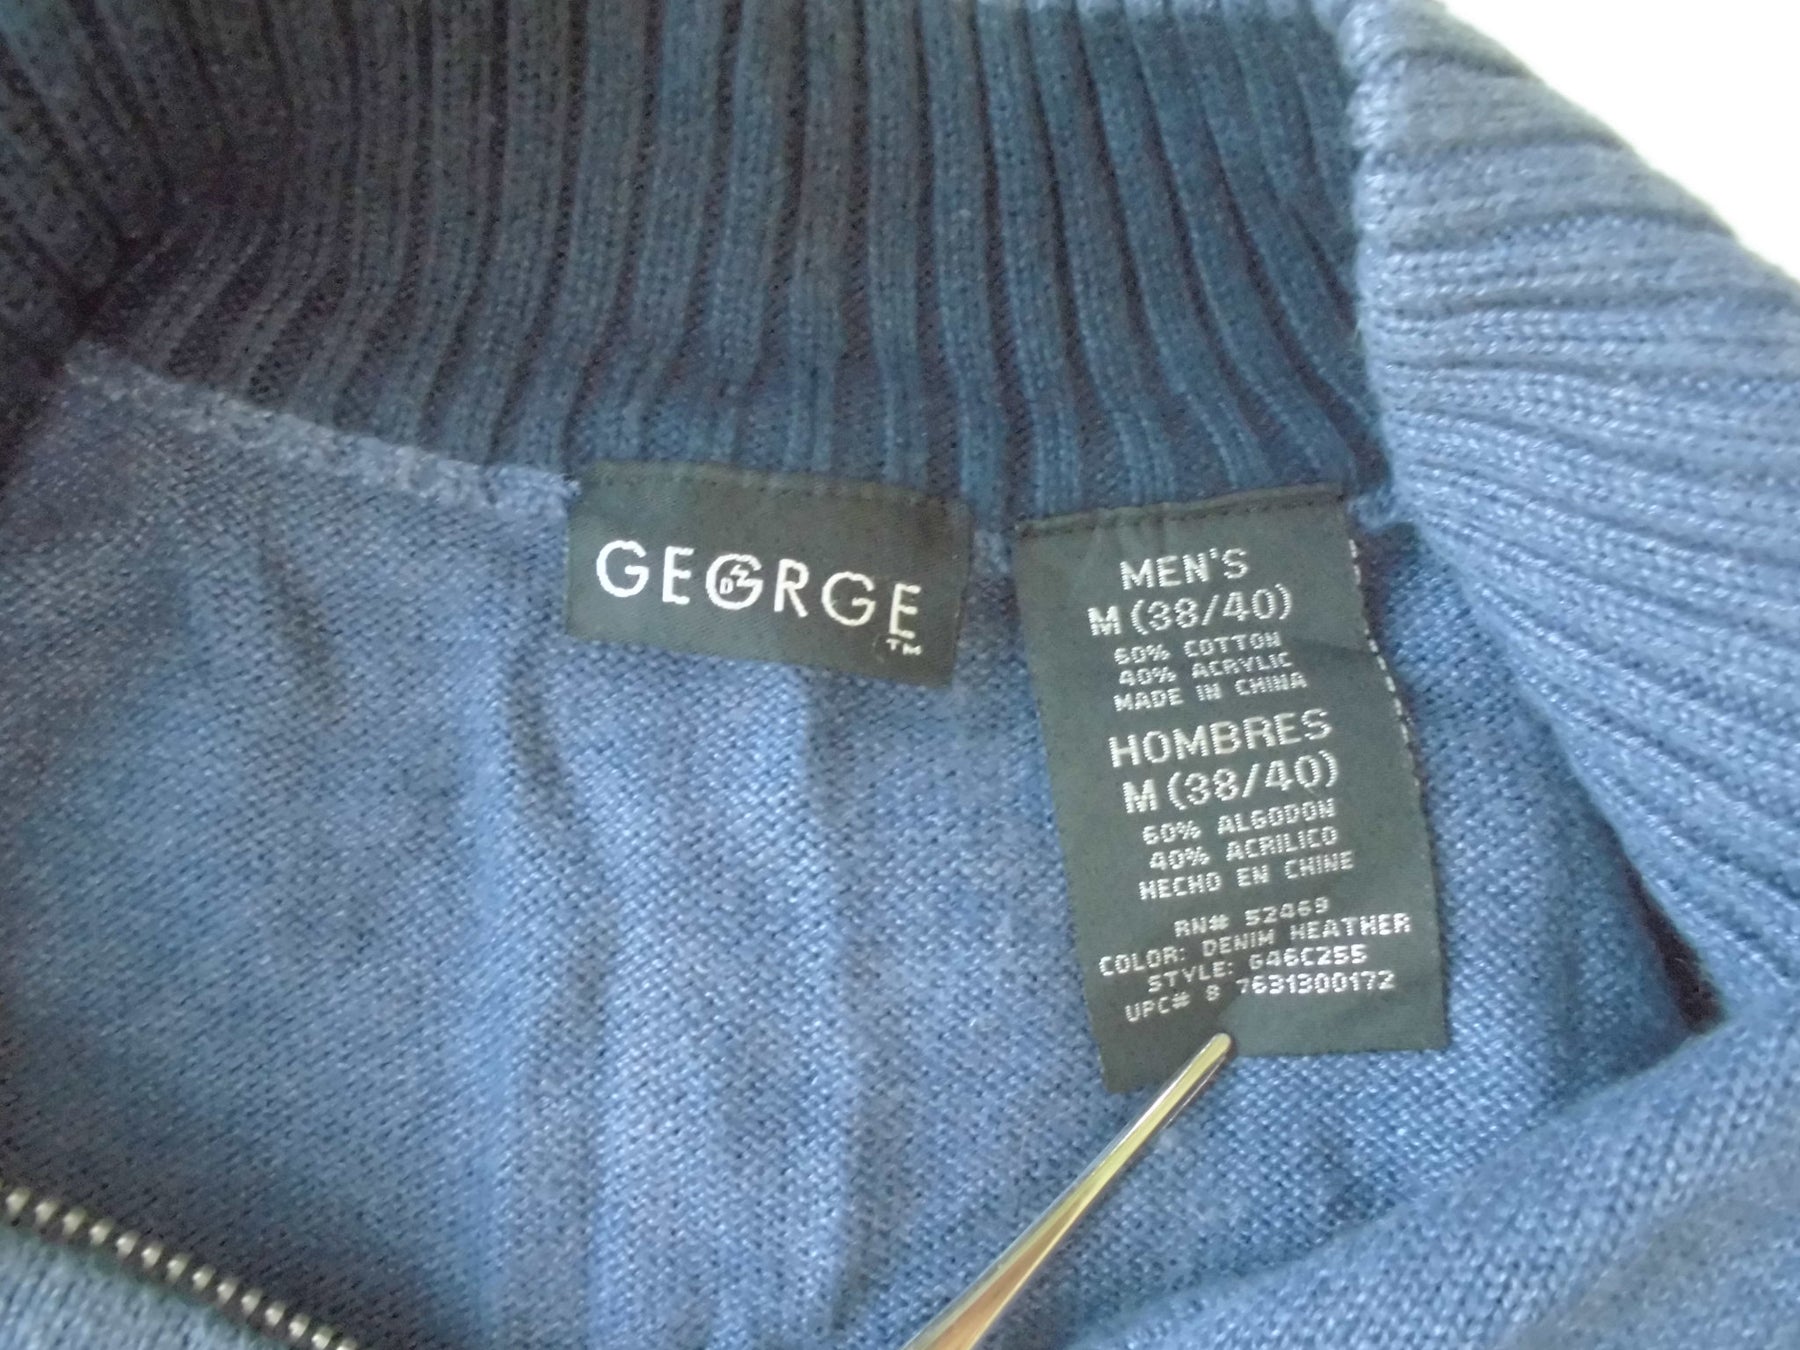 GEORGE
TM
MEN'S
M (38/40)
60% COTTON
40% ACRYLIC
MADE IN CHINA
HOMBRES
M (38/40)
60% ALGODON
40% ACRILICO
HECHO EN CHINE
RN# 52469
COLOR: DENIM HEATHER
STYLE: G46C255
UPC# 8 7631300172